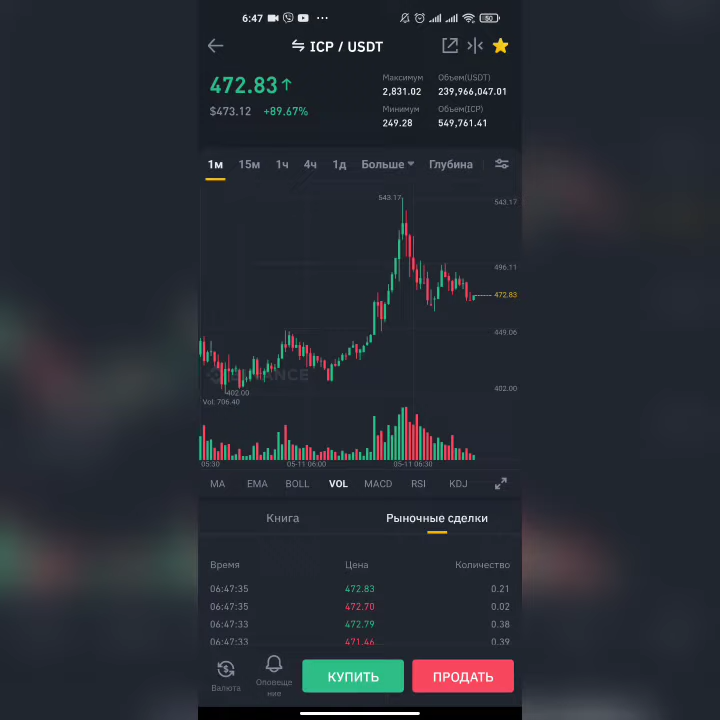 6:47 ... 50
ICP / USDT
472.83↑
$473.12 +89.67%
Максимум Объем(USDT)
2,831.02 239,966,047.01
Минимум Объем(ICP)
249.28 549,761.41
1м 15м 1ч 4ч 1д Больше Глубина
543.17 543.17
496.11
472.83
449.06
BINANCE
402.00 402.00
Vol: 706.40
05:30 05-11 06:00 05-11 06:30
MA EMA BOLL VOL MACD RSI KDJ
Книга Рыночные сделки
Время Цена Количество
06:47:35 472.83 0.21
06:47:35 472.70 0.02
06:47:33 472.79 0.38
06:47:33 471.46 0.39
Валюта Оповеще
ние
КУПИТЬ ПРОДАТЬ